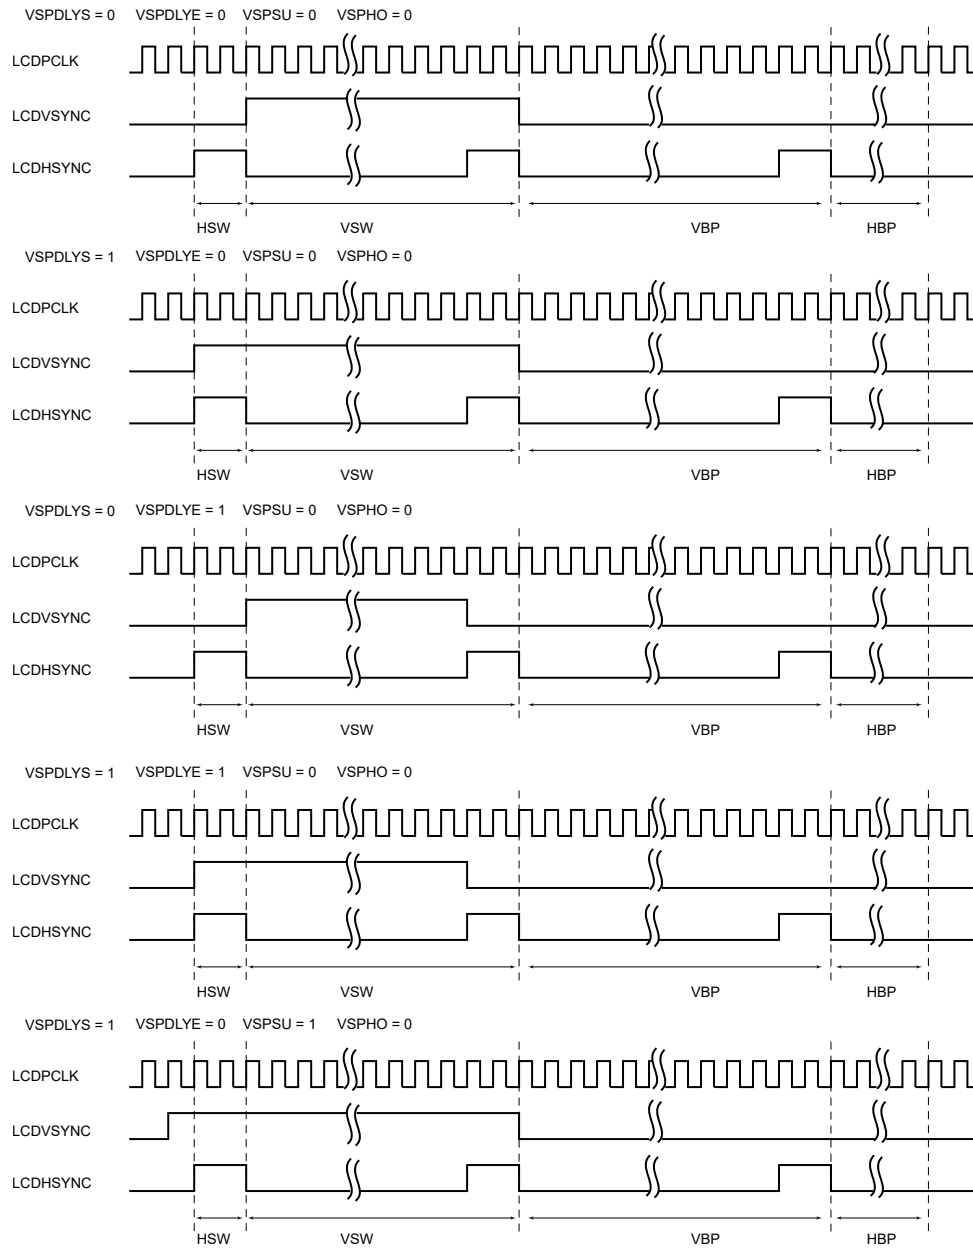 VSPDLYS = 0 VSPDLYE = 0 VSPSU = 0 VSPHO = 0
LCDPCLK
LCDVSYNC
LCDHSYNC
HSW VSW VBP HBP
VSPDLYS = 1 VSPDLYE = 0 VSPSU = 0 VSPHO = 0
LCDPCLK
LCDVSYNC
LCDHSYNC
HSW VSW VBP HBP
VSPDLYS = 0 VSPDLYE = 1 VSPSU = 0 VSPHO = 0
LCDPCLK
LCDVSYNC
LCDHSYNC
HSW VSW VBP HBP
VSPDLYS = 1 VSPDLYE = 1 VSPSU = 0 VSPHO = 0
LCDPCLK
LCDVSYNC
LCDHSYNC
HSW VSW VBP HBP
VSPDLYS = 1 VSPDLYE = 0 VSPSU = 1 VSPHO = 0
LCDPCLK
LCDVSYNC
LCDHSYNC
HSW VSW VBP HBP